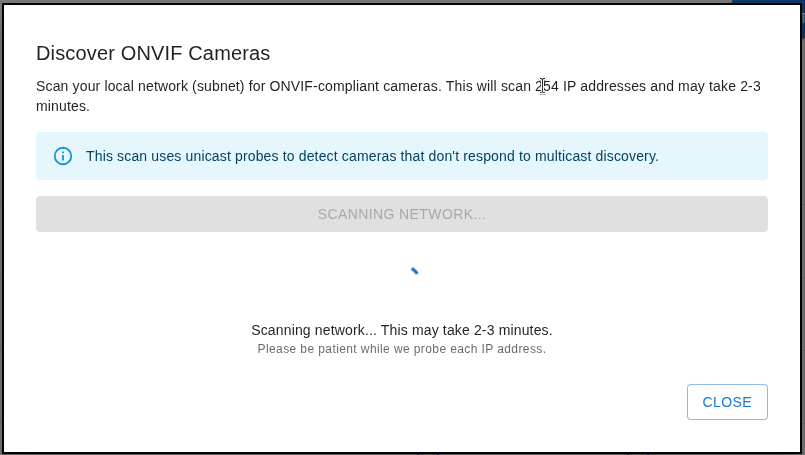 Discover ONVIF Cameras
Scan your local network (subnet) for ONVIF-compliant cameras. This will scan 254 IP addresses and may take 2-3
minutes.
This scan uses unicast probes to detect cameras that don't respond to multicast discovery.
SCANNING NETWORK...
Scanning network... This may take 2-3 minutes.
Please be patient while we probe each IP address.
CLOSE